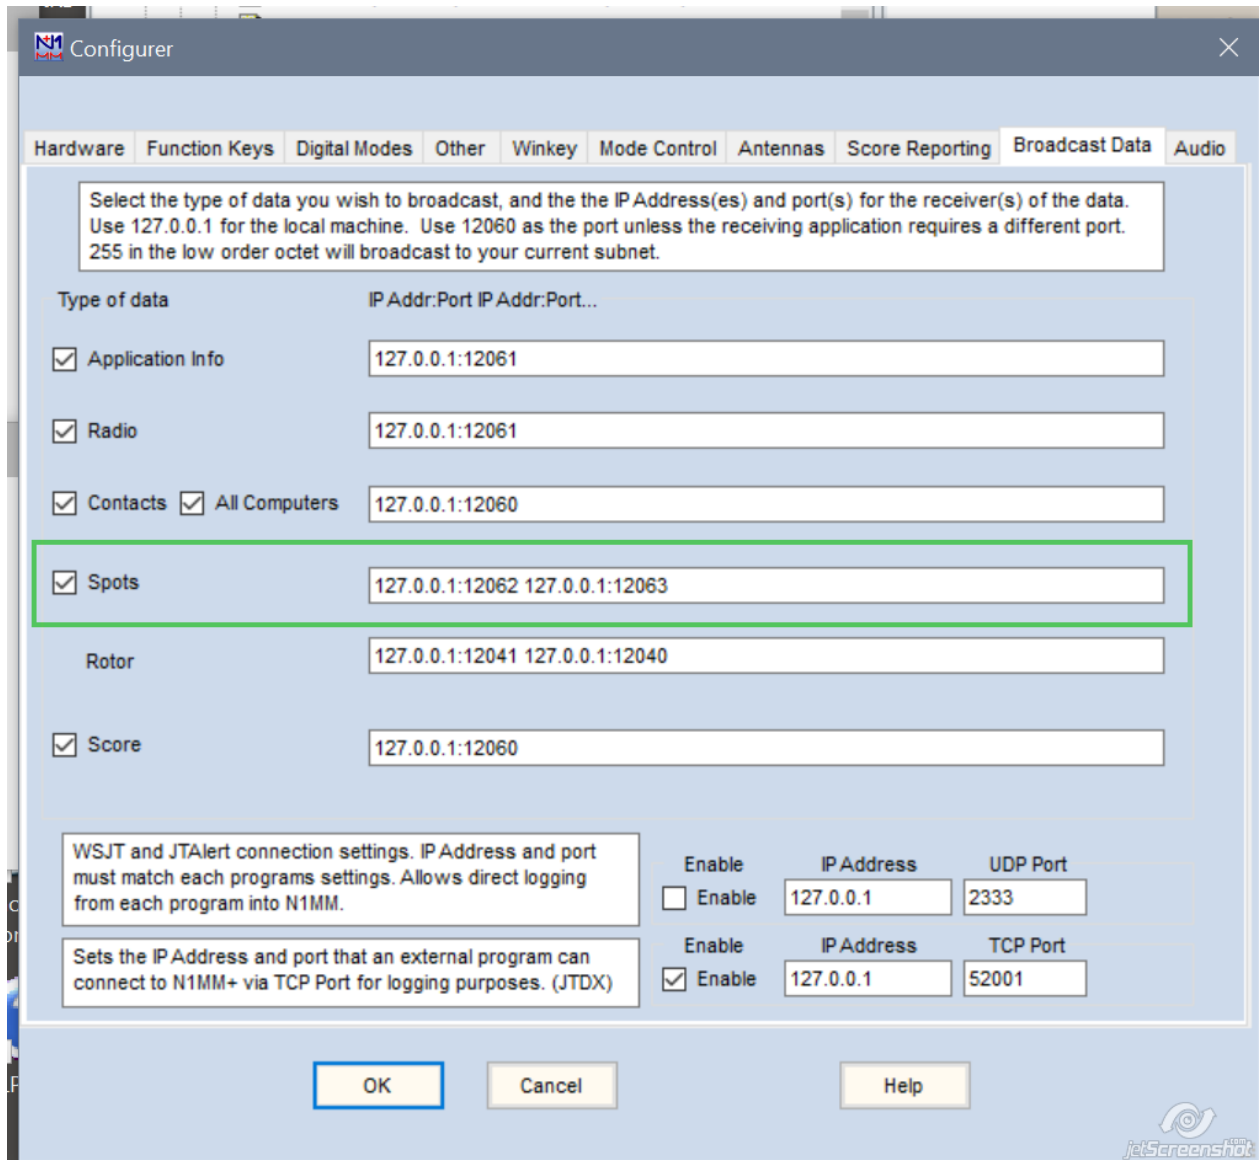 N1
MM
Configurer
Hardware Function Keys Digital Modes Other Winkey Mode Control Antennas Score Reporting Broadcast Data Audio
Select the type of data you wish to broadcast, and the the IP Address(es) and port(s) for the receiver(s) of the data.
Use 127.0.0.1 for the local machine. Use 12060 as the port unless the receiving application requires a different port.
255 in the low order octet will broadcast to your current subnet.
Type of data IP Addr:Port IP Addr:Port...
Application Info 127.0.0.1:12061
Radio 127.0.0.1:12061
Contacts All Computers 127.0.0.1:12060
Spots 127.0.0.1:12062 127.0.0.1:12063
Rotor 127.0.0.1:12041 127.0.0.1:12040
Score 127.0.0.1:12060
WSJT and JTAlert connection settings. IP Address and port
must match each programs settings. Allows direct logging
from each program into N1MM.
Enable IP Address UDP Port
Enable 127.0.0.1 2333
Sets the IP Address and port that an external program can
connect to N1MM+ via TCP Port for logging purposes. (JTDX)
Enable IP Address TCP Port
Enable 127.0.0.1 52001
OK Cancel Help
jetScreenshot.com